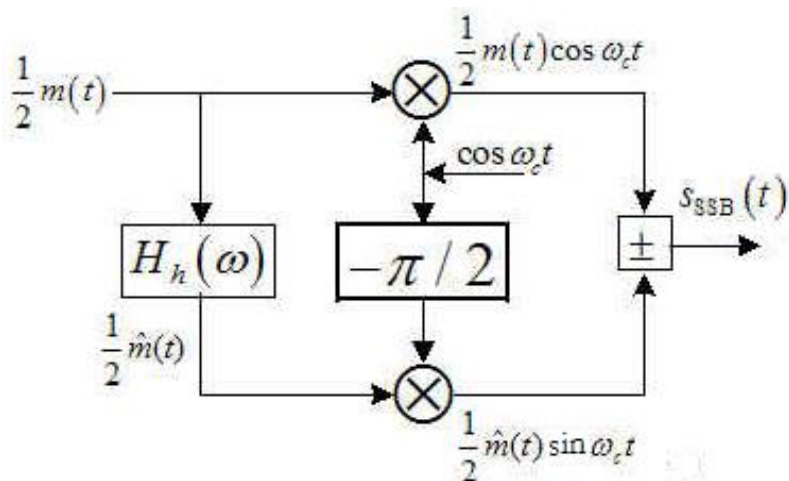 ½ m(t)
½ m(t)cos ω_c t
cos ω_c t
s_SSB(t)
H_h(ω)
−π / 2
±
½ m̂(t)
½ m̂(t)sin ω_c t